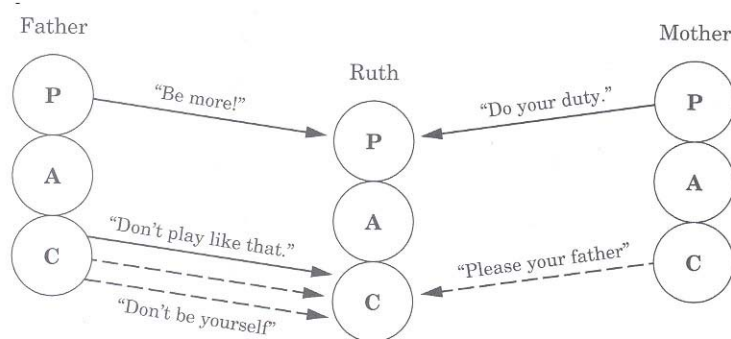 Father
Mother
Ruth
P
"Be more!"
P
"Do your duty."
P
A
A
A
"Don't play like that."
C
C
"Please your father"
C
"Don't be yourself"